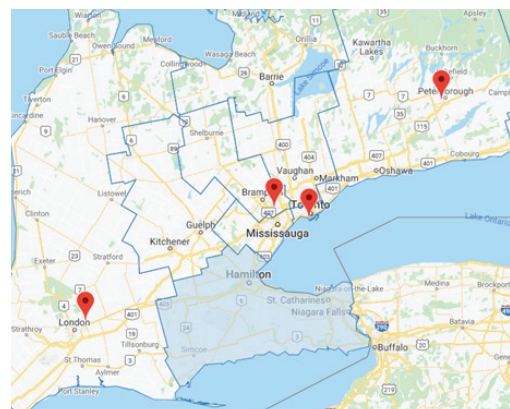 Wiarton
Apsley
Sauble Beach
Owen Sound
Meaford
Orillia
Buckhorn
Wasaga Beach
Kawartha
Lakes
Port Elgin
Collingwood
Barrie
Lake Simcoe
Peterborough
Tiverton
Hanover
Shelburne
Vaughan
Markham
Oshawa
Cobourg
Listowel
Brampton
Toronto
Clinton
Guelph
Mississauga
Kitchener
Lake Ontario
Exeter
Stratford
Hamilton
Niagara-on-the-Lake
Medina
Brockport
St. Catharines
Niagara Falls
London
Strathroy
Tillsonburg
Simcoe
Batavia
Buffalo
St Thomas
Aylmer
Port Stanley